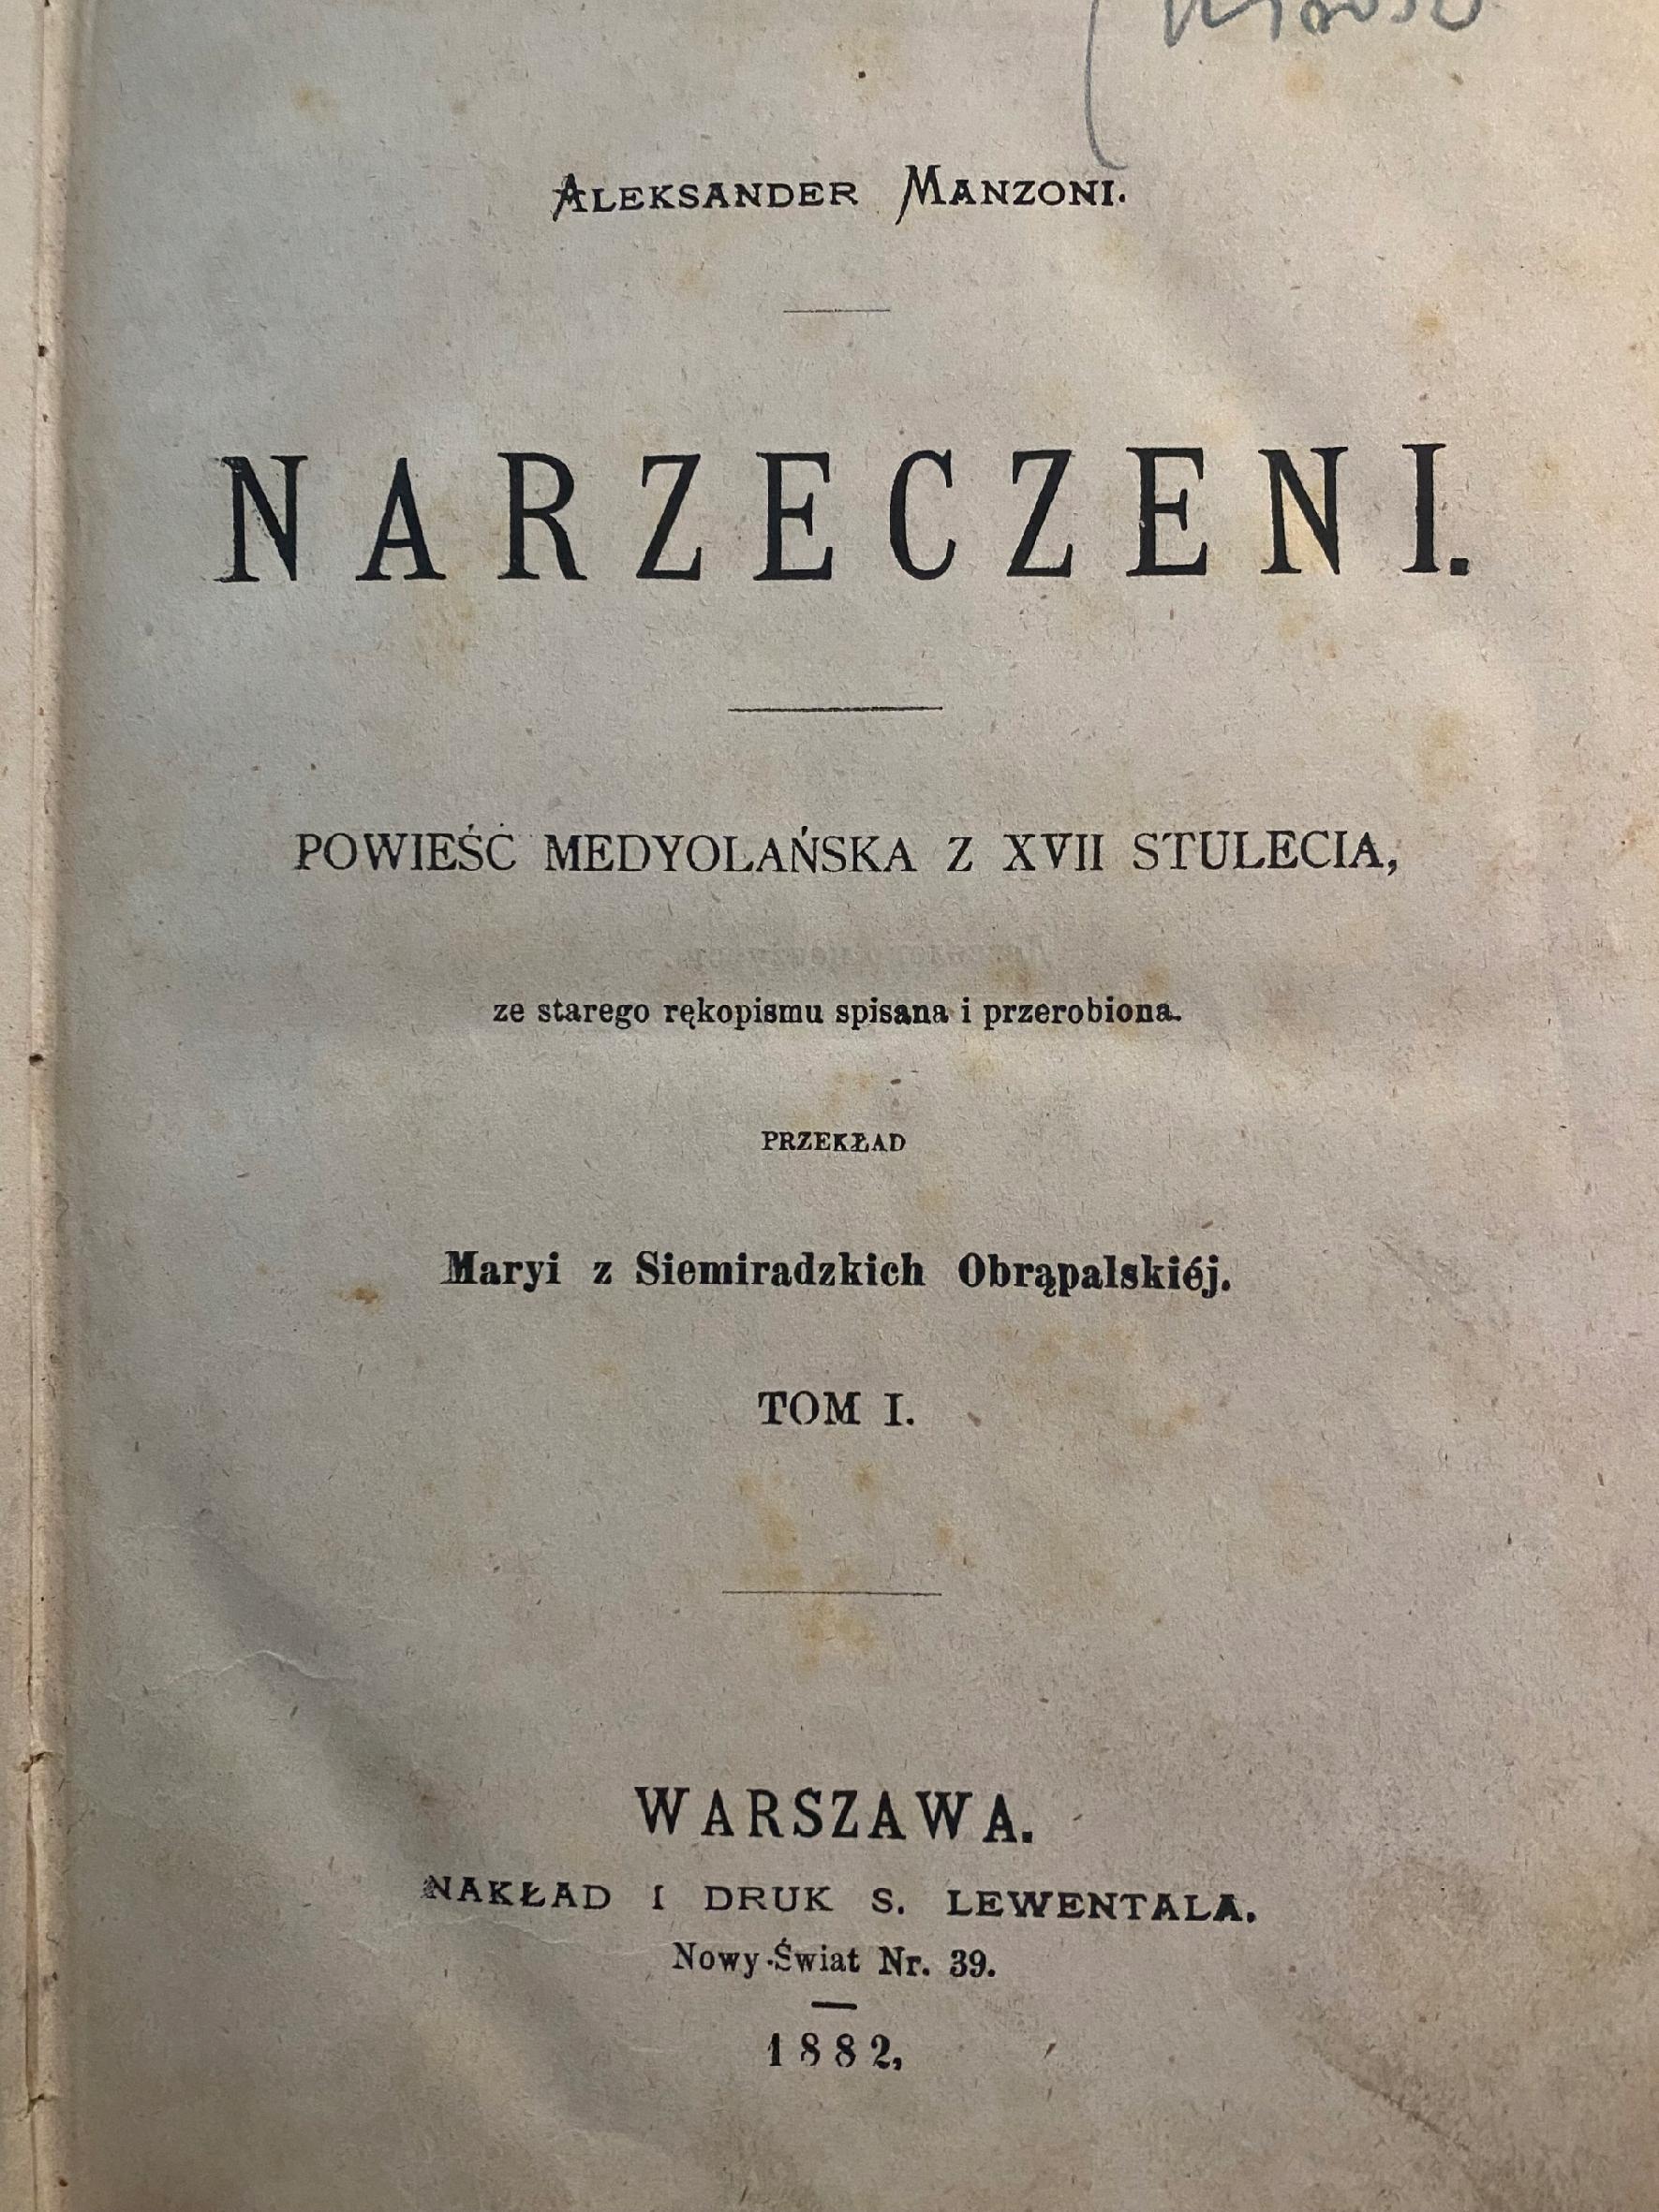 ALEKSANDER MANZONI.
NARZECZENI.
POWIEŚĆ MEDYOLAŃSKA Z XVII STULECIA,
ze starego rękopismu spisana i przerobiona.
PRZEKŁAD
Maryi z Siemiradzkich Obrąpalskiéj.
TOM I.
WARSZAWA.
NAKŁAD I DRUK S. LEWENTALA.
Nowy-Świat Nr. 39.
1882,